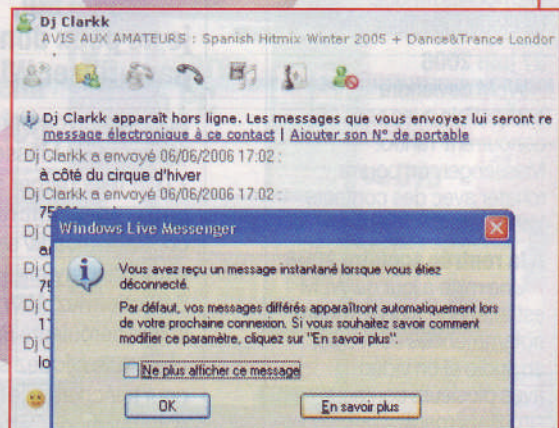 Dj Clarkk
AVIS AUX AMATEURS : Spanish Hitmix Winter 2005 + Dance&Trance Londor
Dj Clarkk apparaît hors ligne. Les messages que vous envoyez lui seront re
message électronique à ce contact | Ajouter son N° de portable
Dj Clarkk a envoyé 06/06/2006 17:02 :
à côté du cirque d'hiver
Dj Clarkk a envoyé 06/06/2006 17:02 :
Windows Live Messenger
Vous avez reçu un message instantané lorsque vous étiez
déconnecté.
Par défaut, vos messages différés apparaîtront automatiquement lors
de votre prochaine connexion. Si vous souhaitez savoir comment
modifier ce paramètre, cliquez sur "En savoir plus".
Ne plus afficher ce message
OK
En savoir plus